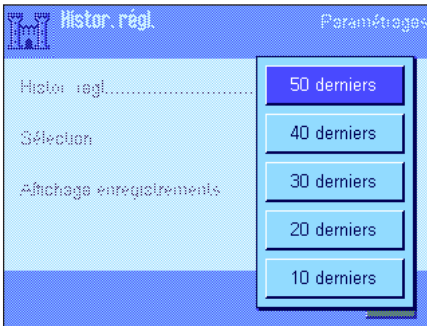 Histor. régl.
Paramétrages
Histor. régl............................
Sélection
Affichage enregistrements
50 derniers
40 derniers
30 derniers
20 derniers
10 derniers